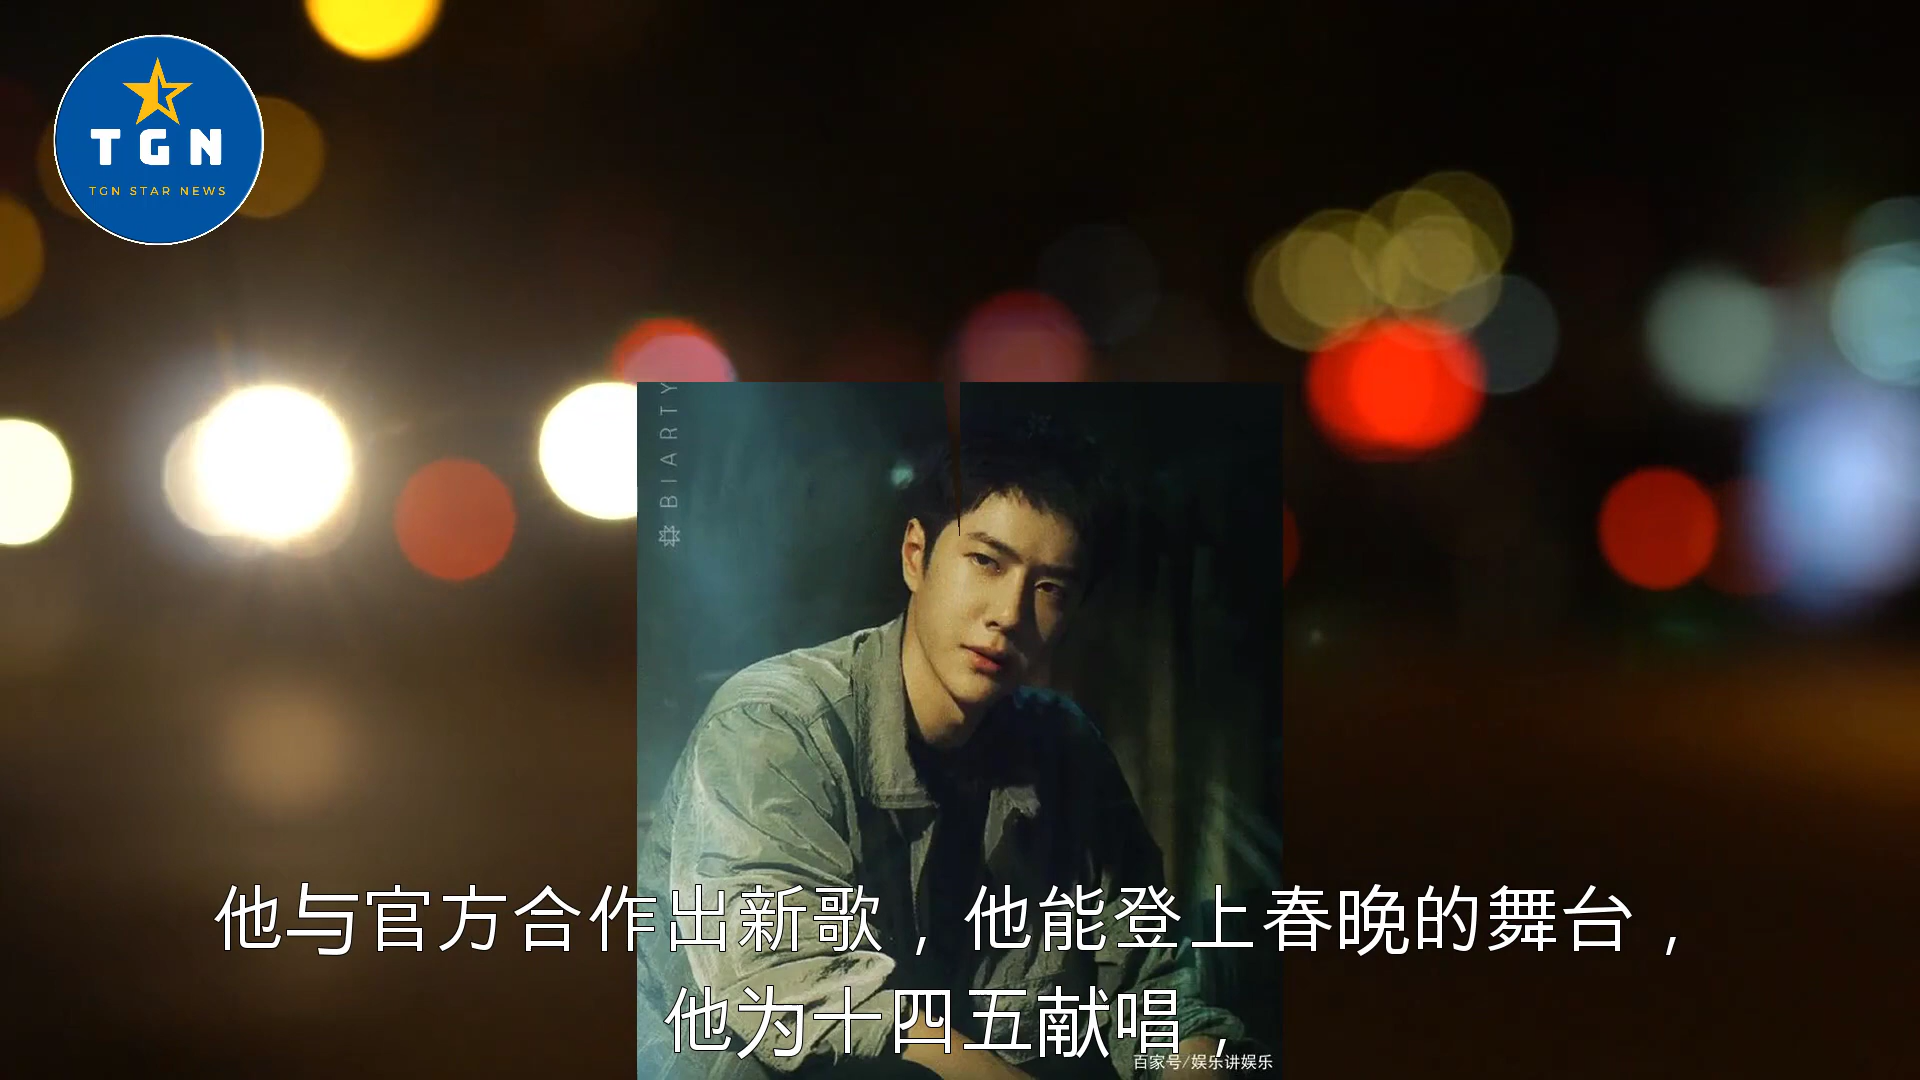 TGN
TGN STAR NEWS
BIARTY
他与官方合作出新歌，他能登上春晚的舞台，
他为十四五献唱，
百家号/娱乐讲娱乐